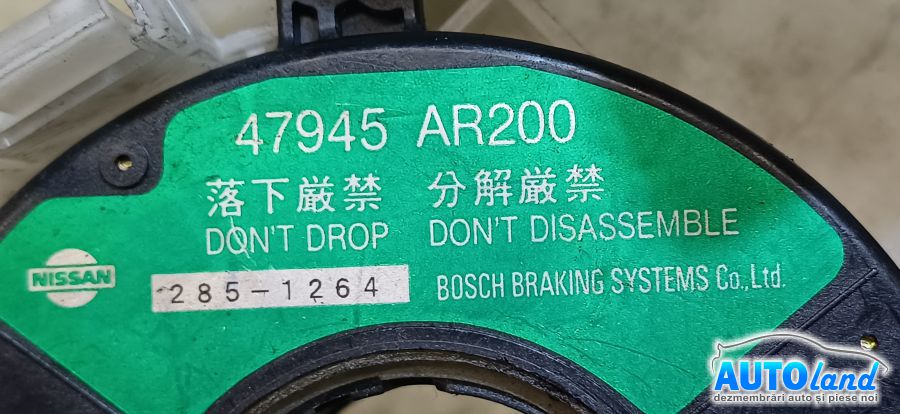 47945 AR200
落下厳禁 分解厳禁
DON'T DROP DON'T DISASSEMBLE
NISSAN
285-1264 BOSCH BRAKING SYSTEMS Co.,Ltd.
AUTOland
dezmembrări auto și piese noi